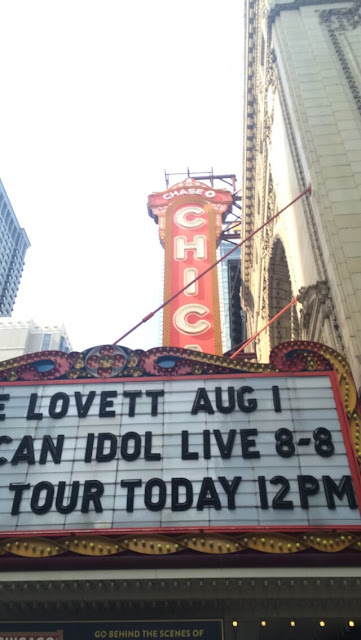 CHASE
CHIC
E LOVETT AUG 1
CAN IDOL LIVE 8-8
TOUR TODAY 12PM
GO BEHIND THE SCENES OF